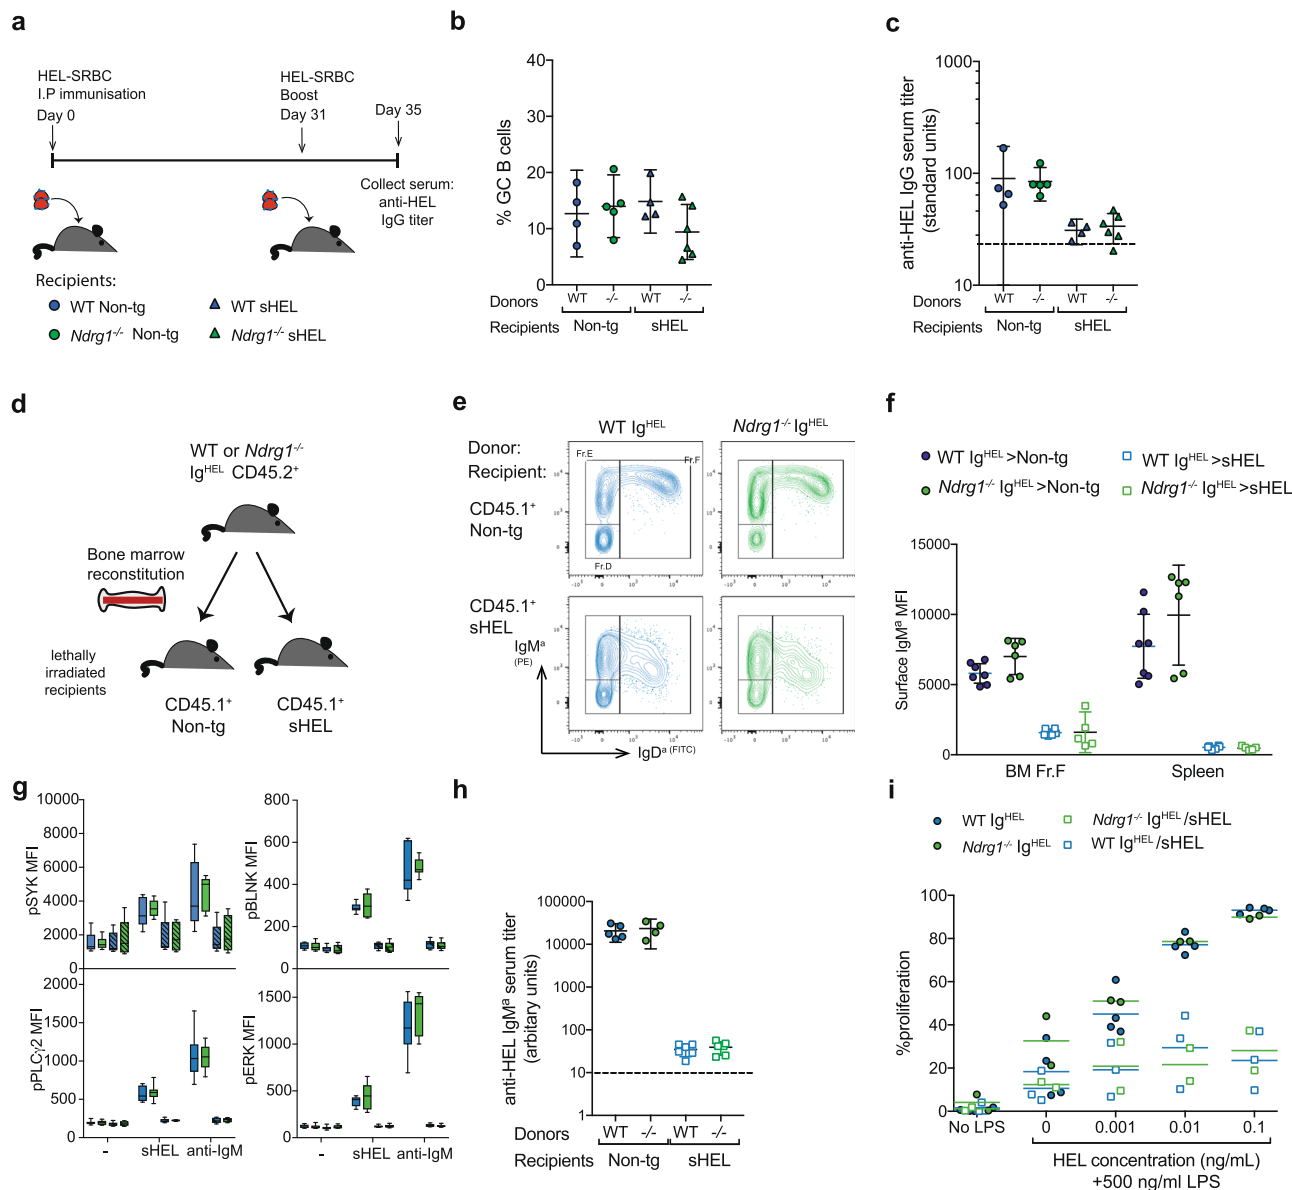 a
HEL-SRBC
I.P immunisation
Day 0
HEL-SRBC
Boost
Day 31
Day 35
Collect serum:
anti-HEL
IgG titer
Recipients:
WT Non-tg
WT sHEL
Ndrg1-/- Non-tg
Ndrg1-/- sHEL
b
% GC B cells
40
30
20
10
0
Donors WT -/- WT -/-
Recipients Non-tg sHEL
c
anti-HEL IgG serum titer
(standard units)
1000
100
10
Donors WT -/- WT -/-
Recipients Non-tg sHEL
d
WT or Ndrg1-/-
IgHEL CD45.2+
Bone marrow
reconstitution
lethally
irradiated
recipients
CD45.1+
Non-tg
CD45.1+
sHEL
e
Donor:
WT IgHEL
Ndrg1-/- IgHEL
Recipient:
CD45.1+
Non-tg
Fr.E
Fr.F
Fr.D
CD45.1+
sHEL
IgMa
(PE)
IgDa (FITC)
f
WT IgHEL>Non-tg
WT IgHEL>sHEL
Ndrg1-/- IgHEL>Non-tg
Ndrg1-/- IgHEL>sHEL
Surface IgMa MFI
15000
10000
5000
0
BM Fr.F
Spleen
g
pSYK MFI
10000
8000
6000
4000
2000
0
pBLNK MFI
800
600
400
200
0
pPLCγ2 MFI
2000
1500
1000
500
0
- sHEL anti-IgM
pERK MFI
1500
1000
500
0
- sHEL anti-IgM
h
anti-HEL IgMa serum titer
(arbitary units)
100000
10000
1000
100
10
1
Donors WT -/- WT -/-
Recipients Non-tg sHEL
i
WT IgHEL
Ndrg1-/- IgHEL/sHEL
Ndrg1-/- IgHEL
WT IgHEL/sHEL
%proliferation
100
80
60
40
20
0
No LPS 0 0.001 0.01 0.1
HEL concentration (ng/mL)
+500 ng/ml LPS